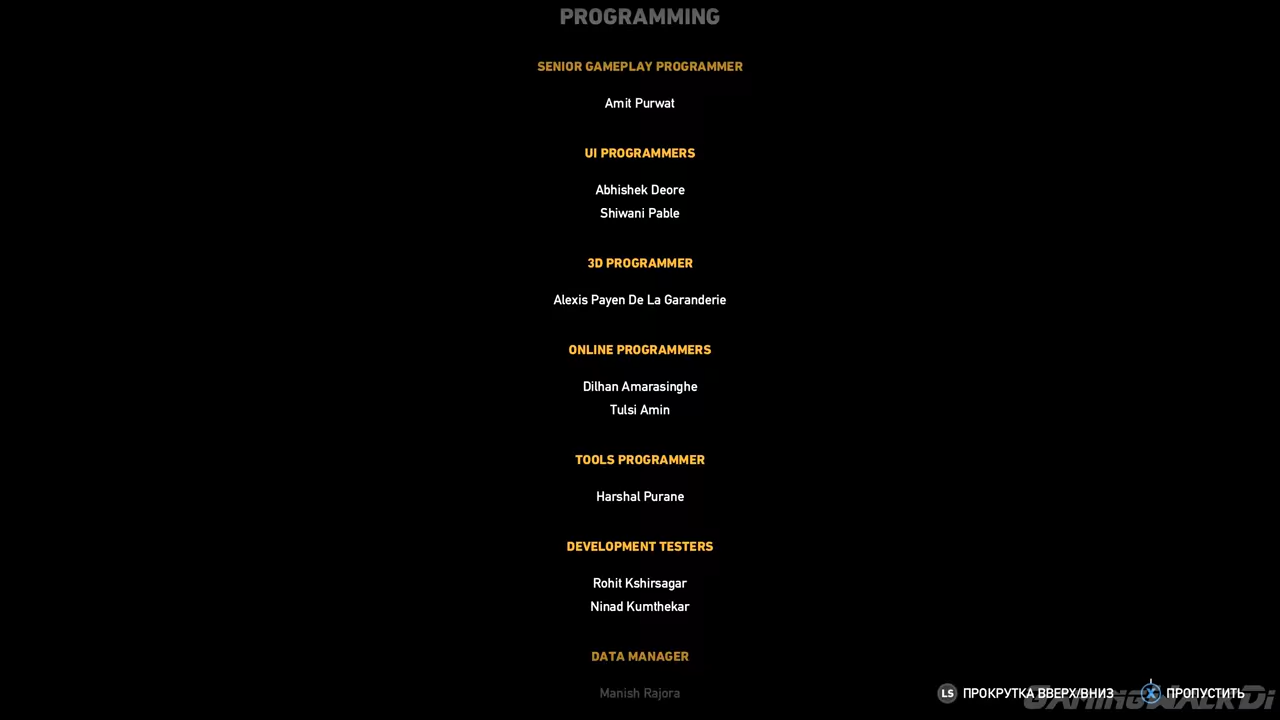 PROGRAMMING
SENIOR GAMEPLAY PROGRAMMER
Amit Purwat
UI PROGRAMMERS
Abhishek Deore
Shiwani Pable
3D PROGRAMMER
Alexis Payen De La Garanderie
ONLINE PROGRAMMERS
Dilhan Amarasinghe
Tulsi Amin
TOOLS PROGRAMMER
Harshal Purane
DEVELOPMENT TESTERS
Rohit Kshirsagar
Ninad Kumthekar
DATA MANAGER
Manish Rajora
LS ПРОКРУТКА ВВЕРХ/ВНИЗ X ПРОПУСТИТЬ
GamingWalkDi